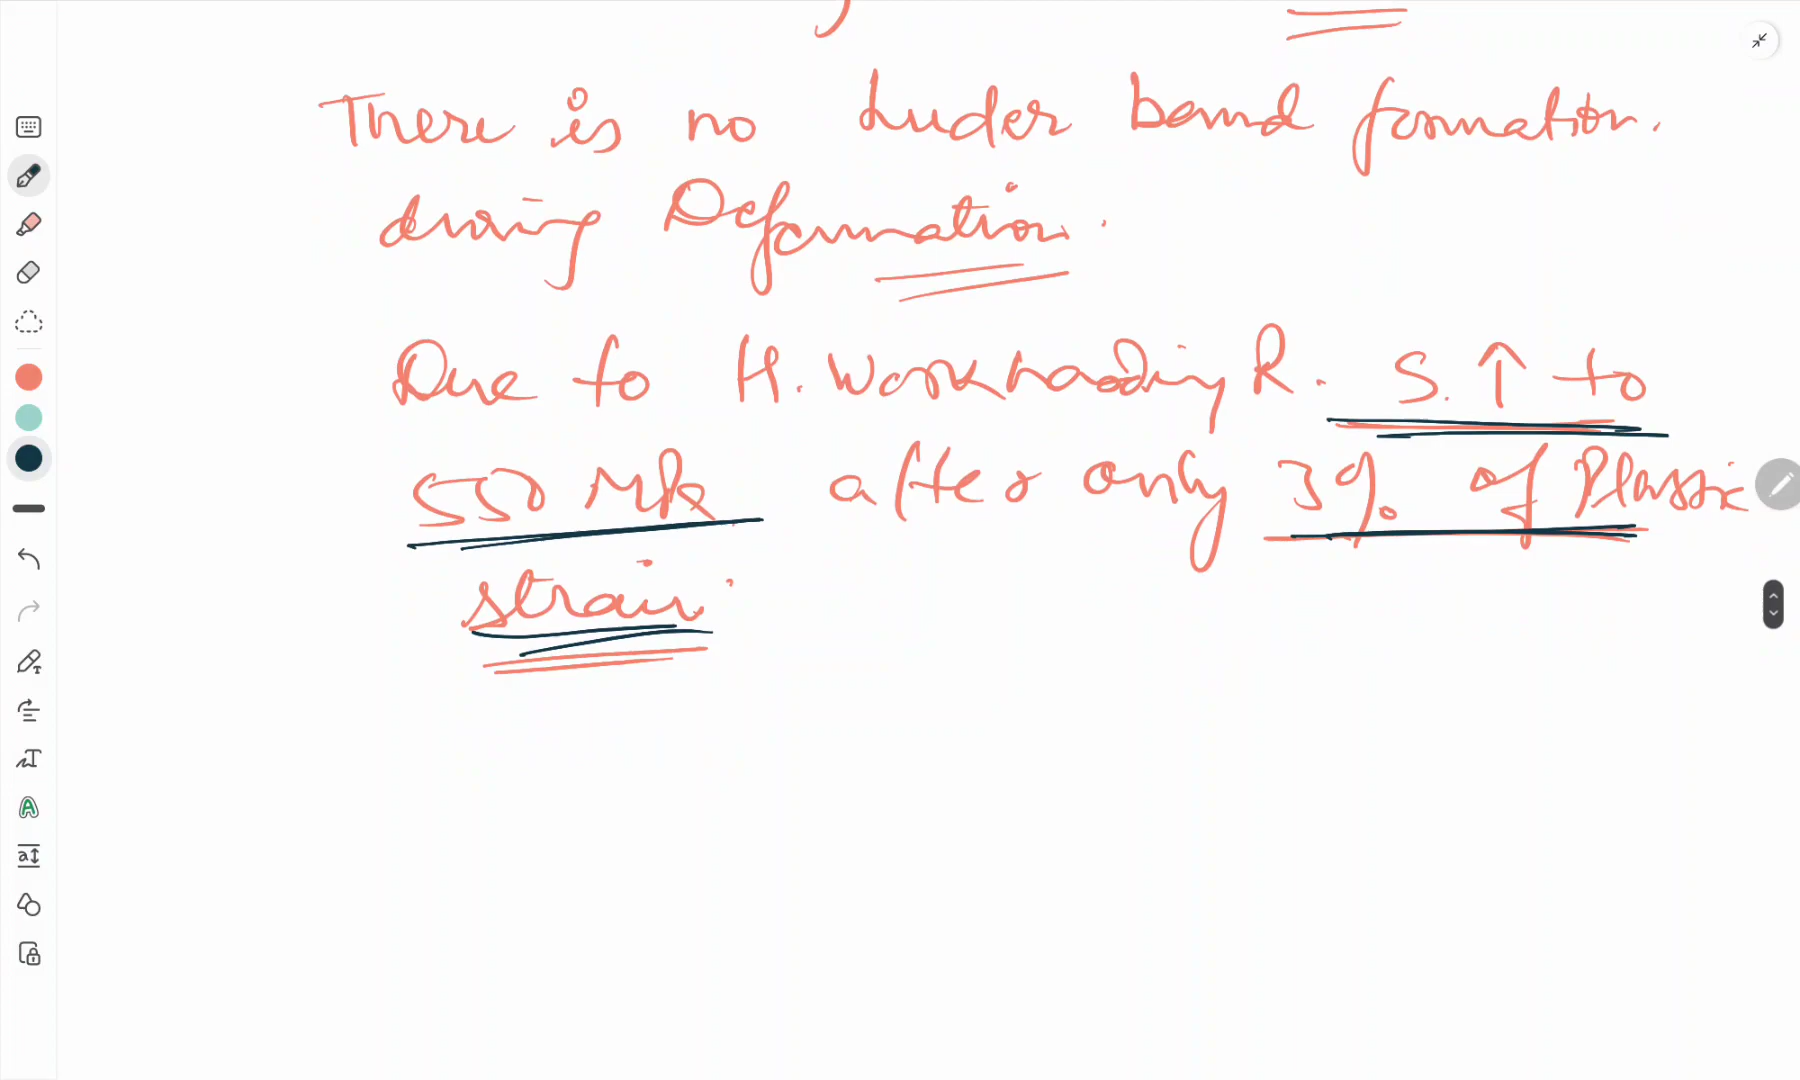 There is no Luder band formation.
during Deformation.
Due to H. Workharding R. S. ↑ to
550 MPa after only 3% of Plastic
strain.